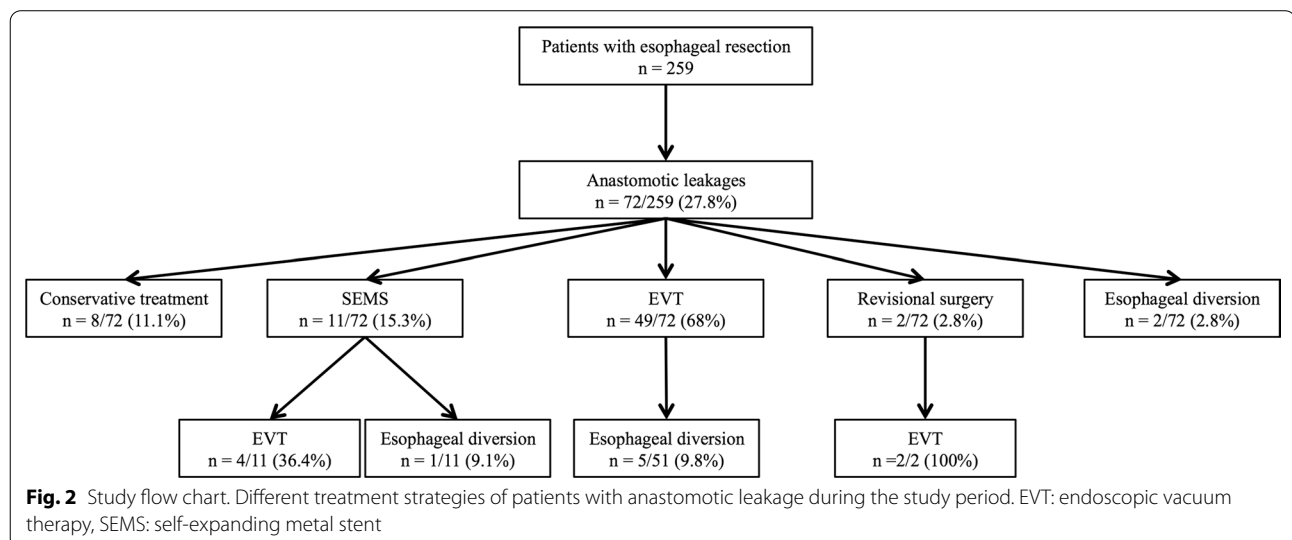 Patients with esophageal resection
n = 259
Anastomotic leakages
n = 72/259 (27.8%)
Conservative treatment
n = 8/72 (11.1%)
SEMS
n = 11/72 (15.3%)
EVT
n = 49/72 (68%)
Revisional surgery
n = 2/72 (2.8%)
Esophageal diversion
n = 2/72 (2.8%)
EVT
n = 4/11 (36.4%)
Esophageal diversion
n = 1/11 (9.1%)
Esophageal diversion
n = 5/51 (9.8%)
EVT
n =2/2 (100%)
Fig. 2 Study flow chart. Different treatment strategies of patients with anastomotic leakage during the study period. EVT: endoscopic vacuum
therapy, SEMS: self-expanding metal stent